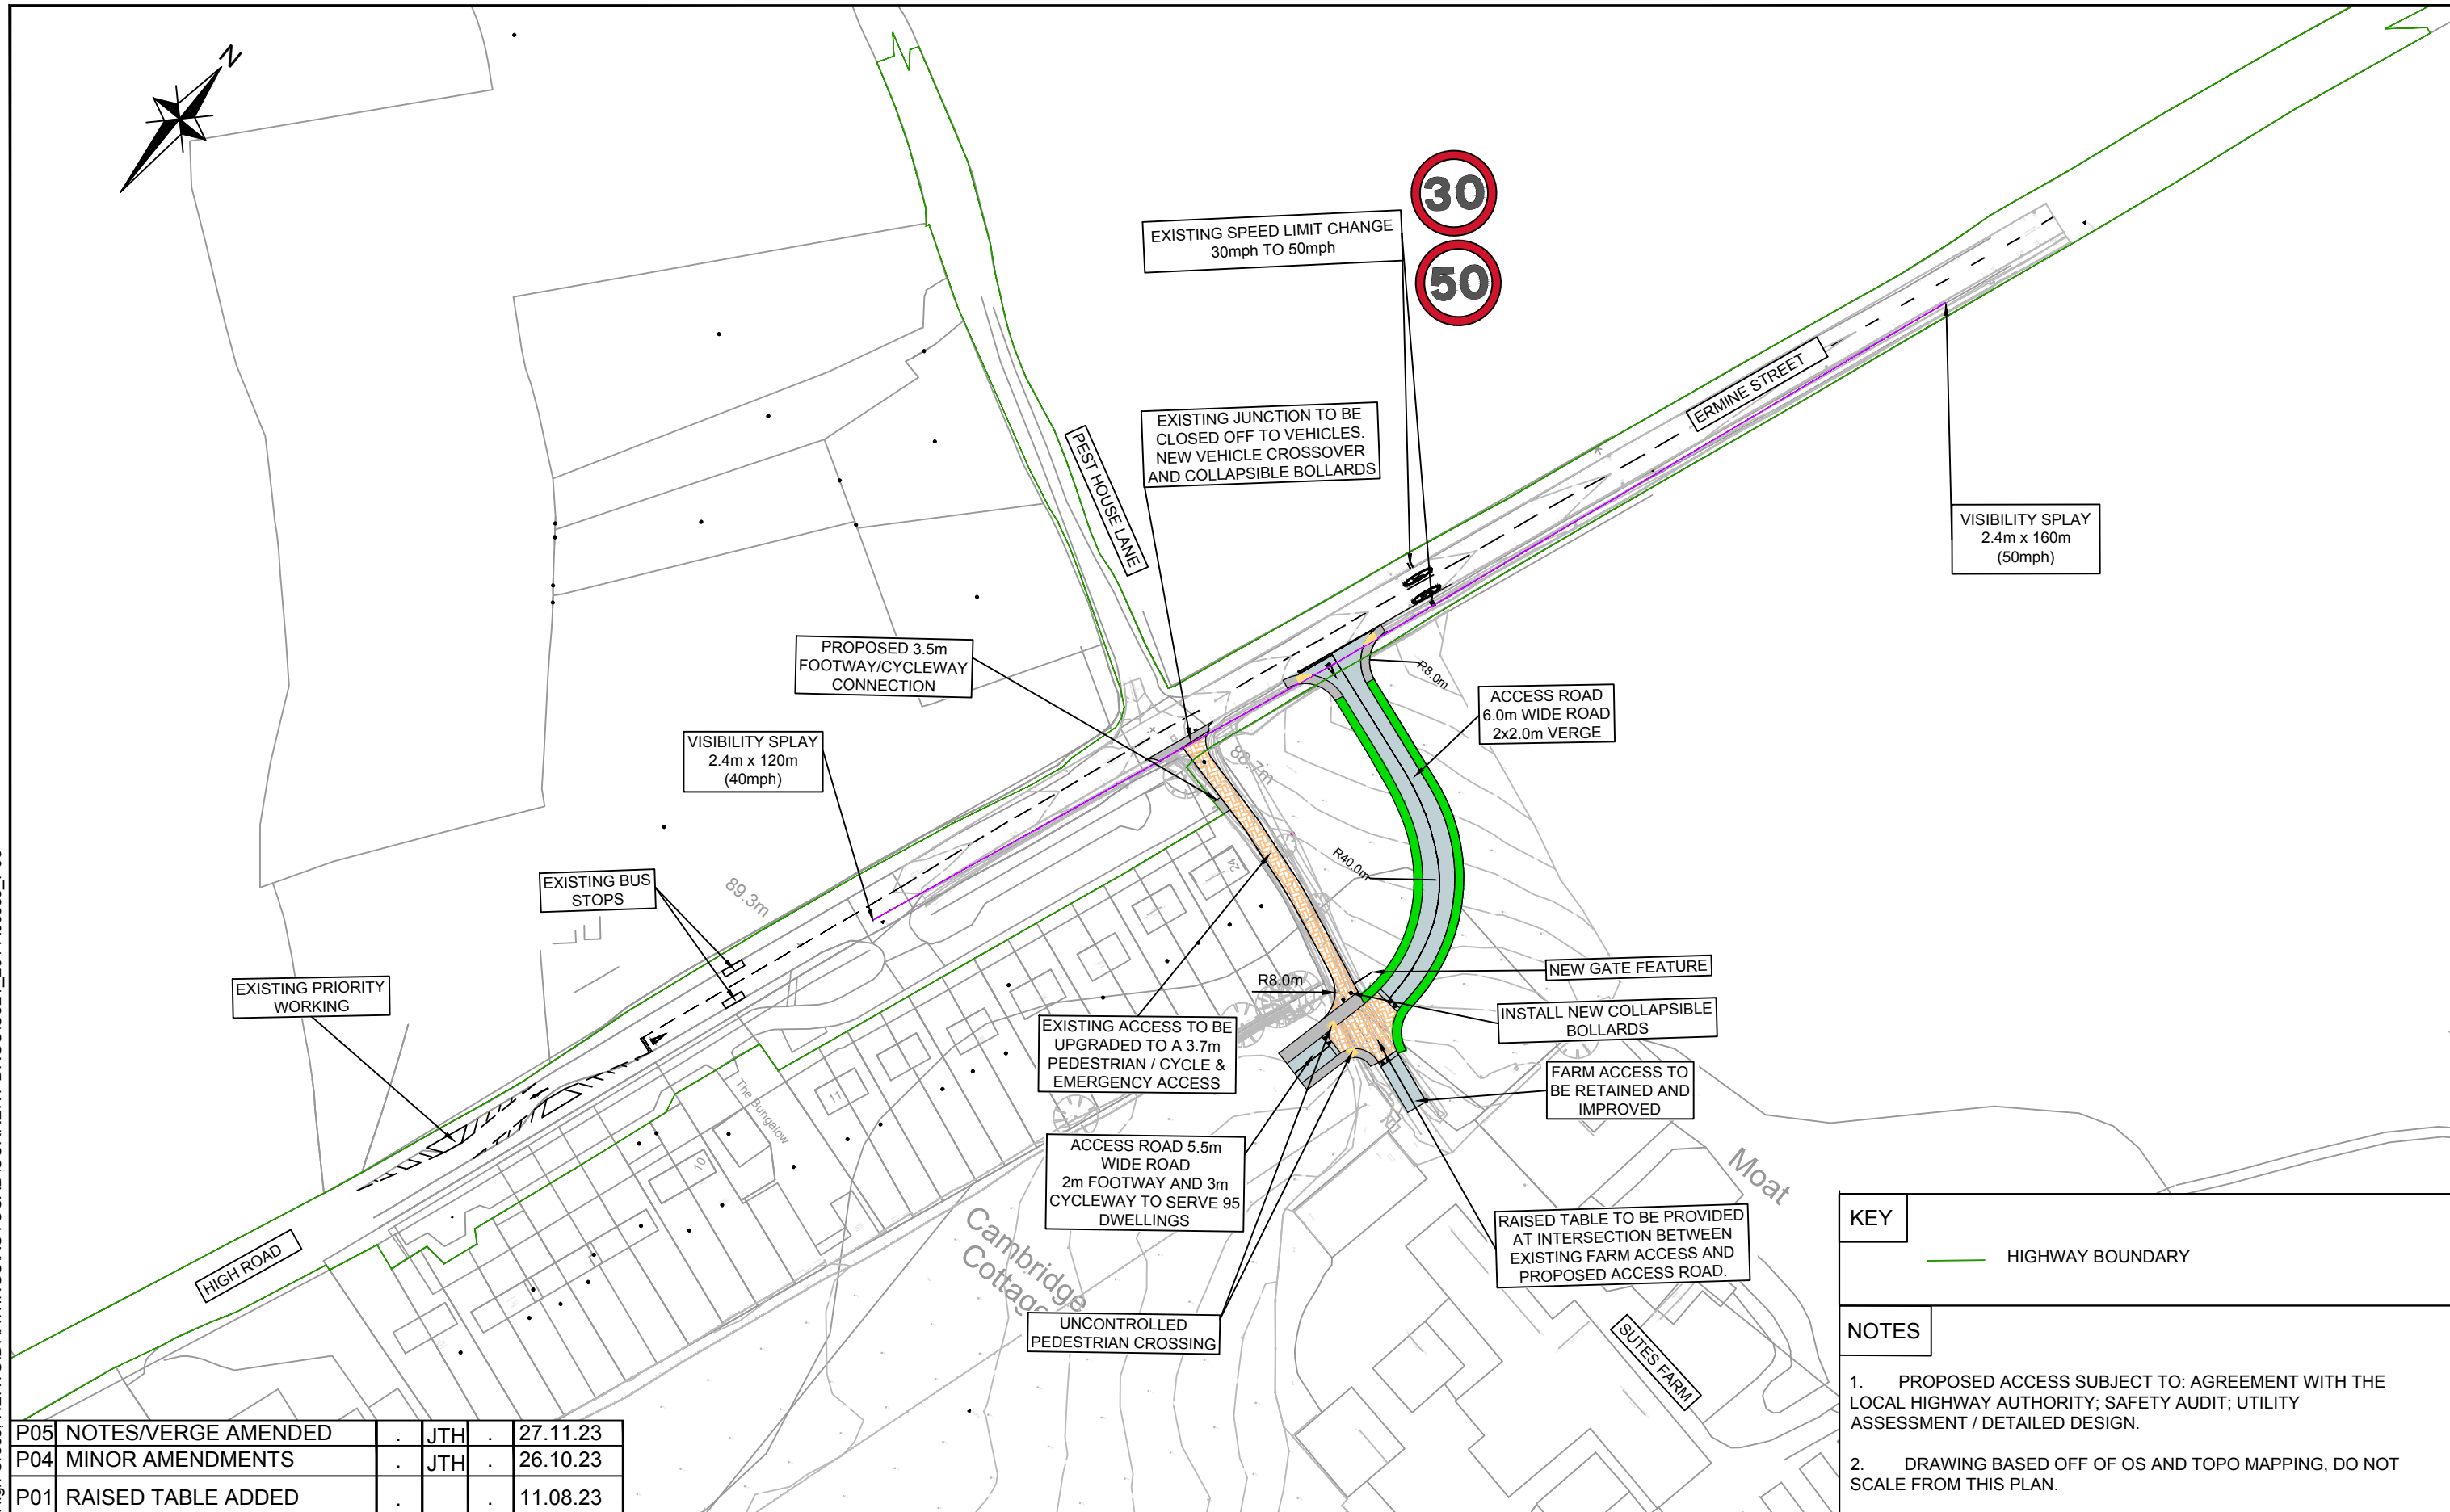 N
30
50
EXISTING SPEED LIMIT CHANGE
30mph TO 50mph
EXISTING JUNCTION TO BE
CLOSED OFF TO VEHICLES.
NEW VEHICLE CROSSOVER
AND COLLAPSIBLE BOLLARDS
PEST HOUSE LANE
ERMINE STREET
VISIBILITY SPLAY
2.4m x 160m
(50mph)
PROPOSED 3.5m
FOOTWAY/CYCLEWAY
CONNECTION
R8.0m
ACCESS ROAD
6.0m WIDE ROAD
2x2.0m VERGE
VISIBILITY SPLAY
2.4m x 120m
(40mph)
88.7m
24
R40.0m
EXISTING BUS
STOPS
89.3m
EXISTING PRIORITY
WORKING
R8.0m
NEW GATE FEATURE
INSTALL NEW COLLAPSIBLE
BOLLARDS
EXISTING ACCESS TO BE
UPGRADED TO A 3.7m
PEDESTRIAN / CYCLE &
EMERGENCY ACCESS
FARM ACCESS TO
BE RETAINED AND
IMPROVED
The Bungalow
11
10
ACCESS ROAD 5.5m
WIDE ROAD
2m FOOTWAY AND 3m
CYCLEWAY TO SERVE 95
DWELLINGS
Moat
RAISED TABLE TO BE PROVIDED
AT INTERSECTION BETWEEN
EXISTING FARM ACCESS AND
PROPOSED ACCESS ROAD.
Cambridge
Cottage
HIGH ROAD
UNCONTROLLED
PEDESTRIAN CROSSING
SUTES FARM
KEY
HIGHWAY BOUNDARY
NOTES
1. PROPOSED ACCESS SUBJECT TO: AGREEMENT WITH THE
LOCAL HIGHWAY AUTHORITY; SAFETY AUDIT; UTILITY
ASSESSMENT / DETAILED DESIGN.
2. DRAWING BASED OFF OF OS AND TOPO MAPPING, DO NOT
SCALE FROM THIS PLAN.
P05 NOTES/VERGE AMENDED . JTH . 27.11.23
P04 MINOR AMENDMENTS . JTH . 26.10.23
P01 RAISED TABLE ADDED . . 11.08.23